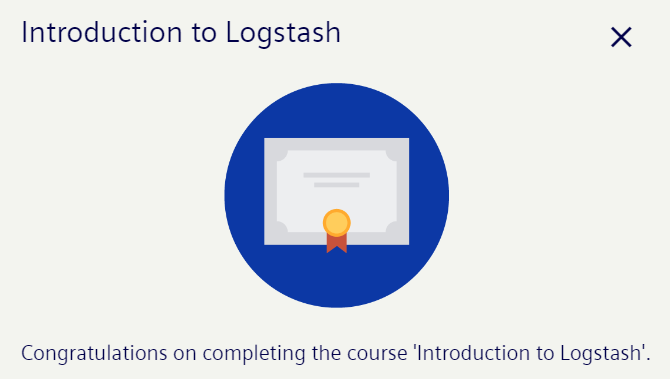 Introduction to Logstash
Congratulations on completing the course 'Introduction to Logstash'.